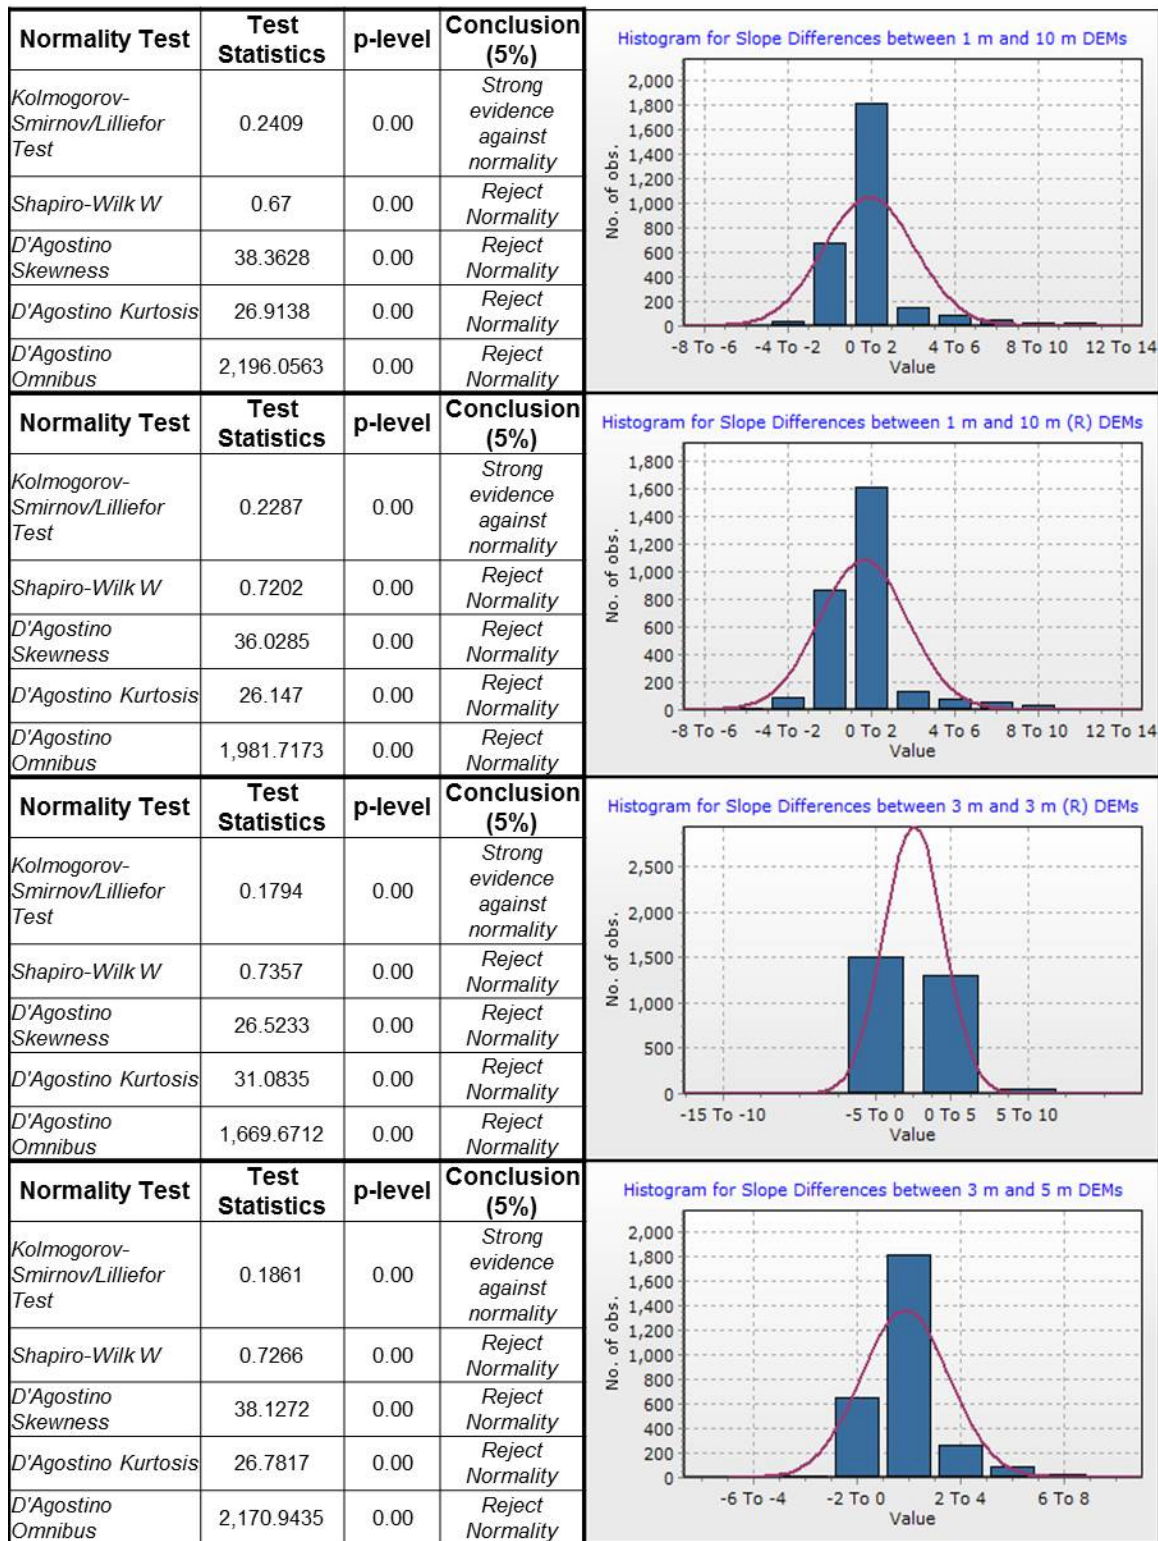 Normality Test
Test
Statistics
p-level
Conclusion
(5%)
Kolmogorov-
Smirnov/Lilliefor
Test
0.2409
0.00
Strong
evidence
against
normality
Shapiro-Wilk W
0.67
0.00
Reject
Normality
D'Agostino
Skewness
38.3628
0.00
Reject
Normality
D'Agostino Kurtosis
26.9138
0.00
Reject
Normality
D'Agostino
Omnibus
2,196.0563
0.00
Reject
Normality
Histogram for Slope Differences between 1 m and 10 m DEMs
No. of obs.
2,000
1,800
1,600
1,400
1,200
1,000
800
600
400
200
0
-8 To -6 -4 To -2 0 To 2 4 To 6 8 To 10 12 To 14
Value
Normality Test
Test
Statistics
p-level
Conclusion
(5%)
Kolmogorov-
Smirnov/Lilliefor
Test
0.2287
0.00
Strong
evidence
against
normality
Shapiro-Wilk W
0.7202
0.00
Reject
Normality
D'Agostino
Skewness
36.0285
0.00
Reject
Normality
D'Agostino Kurtosis
26.147
0.00
Reject
Normality
D'Agostino
Omnibus
1,981.7173
0.00
Reject
Normality
Histogram for Slope Differences between 1 m and 10 m (R) DEMs
No. of obs.
1,800
1,600
1,400
1,200
1,000
800
600
400
200
0
-8 To -6 -4 To -2 0 To 2 4 To 6 8 To 10 12 To 14
Value
Normality Test
Test
Statistics
p-level
Conclusion
(5%)
Kolmogorov-
Smirnov/Lilliefor
Test
0.1794
0.00
Strong
evidence
against
normality
Shapiro-Wilk W
0.7357
0.00
Reject
Normality
D'Agostino
Skewness
26.5233
0.00
Reject
Normality
D'Agostino Kurtosis
31.0835
0.00
Reject
Normality
D'Agostino
Omnibus
1,669.6712
0.00
Reject
Normality
Histogram for Slope Differences between 3 m and 3 m (R) DEMs
No. of obs.
2,500
2,000
1,500
1,000
500
0
-15 To -10 -5 To 0 0 To 5 5 To 10
Value
Normality Test
Test
Statistics
p-level
Conclusion
(5%)
Kolmogorov-
Smirnov/Lilliefor
Test
0.1861
0.00
Strong
evidence
against
normality
Shapiro-Wilk W
0.7266
0.00
Reject
Normality
D'Agostino
Skewness
38.1272
0.00
Reject
Normality
D'Agostino Kurtosis
26.7817
0.00
Reject
Normality
D'Agostino
Omnibus
2,170.9435
0.00
Reject
Normality
Histogram for Slope Differences between 3 m and 5 m DEMs
No. of obs.
2,000
1,800
1,600
1,400
1,200
1,000
800
600
400
200
0
-6 To -4 -2 To 0 2 To 4 6 To 8
Value